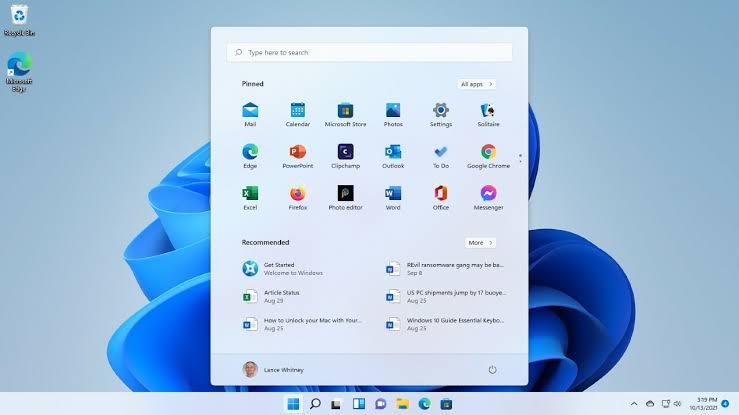 Recycle Bin
Microsoft
Edge
Type here to search
Pinned
All apps
Mail
Calendar
Microsoft Store
Photos
Settings
Solitaire
Edge
PowerPoint
Clipchamp
Outlook
To Do
Google Chrome
Excel
Firefox
Photo editor
Word
Office
Messenger
Recommended
More
Get Started
Welcome to Windows
REvil ransomware gang may be ba...
Sep 8
Article Status
Aug 29
US PC shipments jump by 17 buoye...
Aug 25
How to Unlock your Mac with Your...
Aug 25
Windows 10 Guide Essential Keybo...
Aug 25
Lance Whitney
3:19 PM
10/13/2021
4